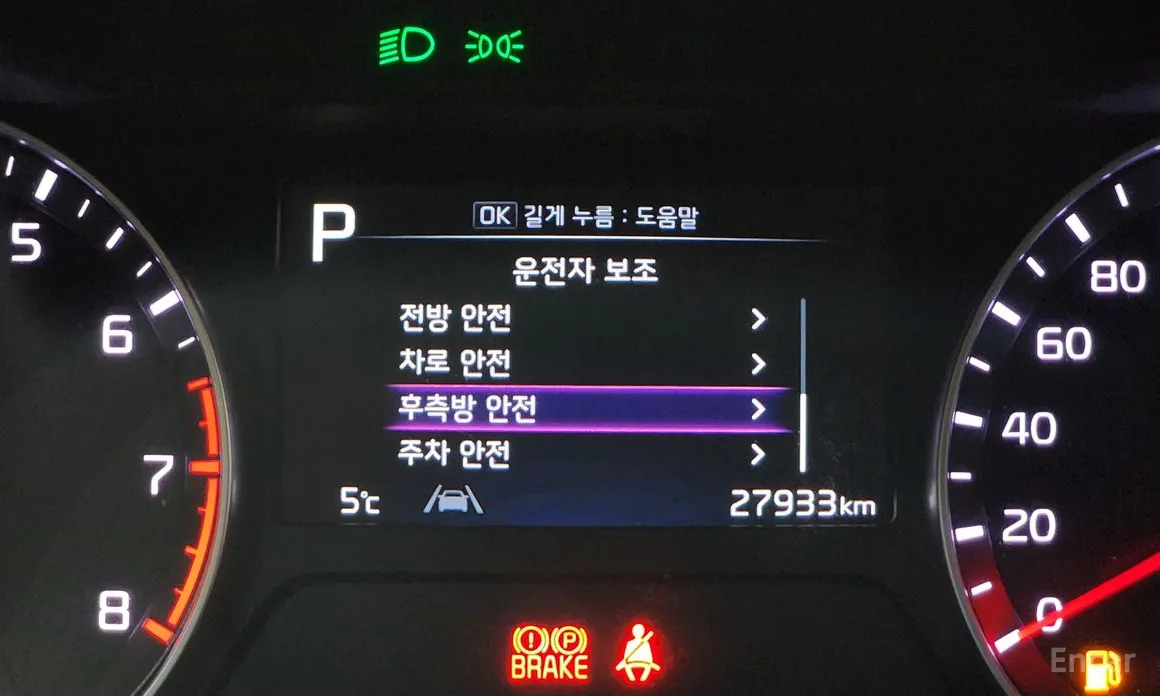 P
OK 길게 누름 : 도움말
운전자 보조
전방 안전
차로 안전
후측방 안전
주차 안전
5℃
27933km
5
6
7
8
80
60
40
20
0
P
BRAKE
Encar